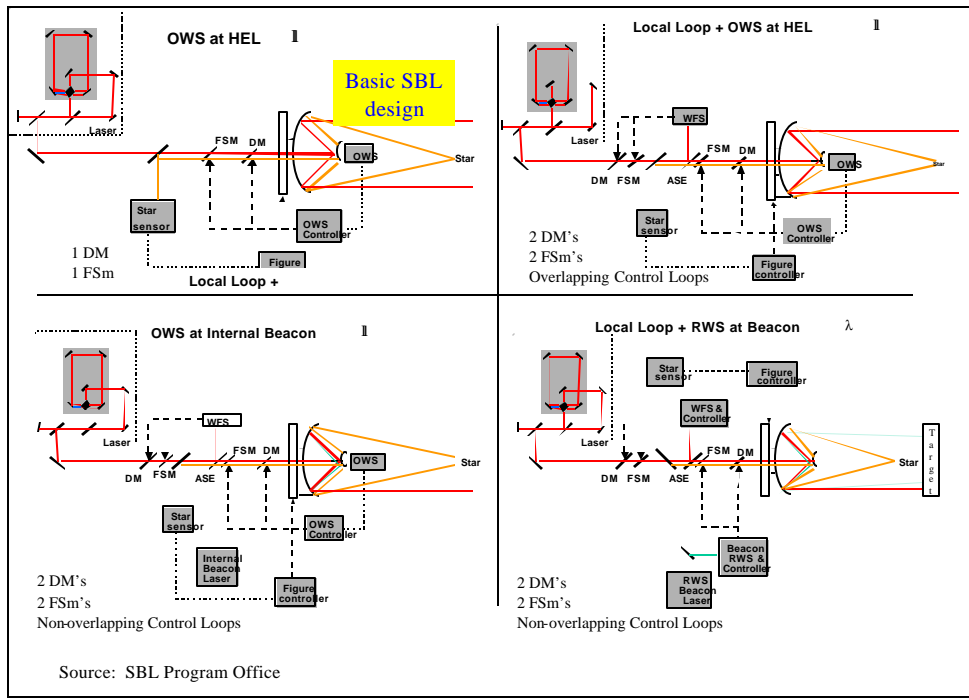 OWS at HEL λ
Basic SBL
design
Laser
FSM DM
OWS
Star
Star
sensor
OWS
Controller
1 DM
1 FSm
Figure
Local Loop +
Local Loop + OWS at HEL λ
Laser
WFS
FSM
DM
OWS
Star
DM
FSM
ASE
Star
sensor
OWS
Controller
2 DM's
2 FSm's
Overlapping Control Loops
Figure
controller
OWS at Internal Beacon λ
Laser
WFS
FSM
DM
OWS
Star
DM
FSM
ASE
Star
sensor
OWS
Controller
Internal
Beacon
Laser
Figure
controller
2 DM's
2 FSm's
Non-overlapping Control Loops
Local Loop + RWS at Beacon λ
Star
sensor
Figure
controller
WFS &
Controller
Laser
FSM
DM
Star
Target
DM
FSM
ASE
Beacon
RWS &
Controller
RWS
Beacon
Laser
2 DM's
2 FSm's
Non-overlapping Control Loops
Source: SBL Program Office